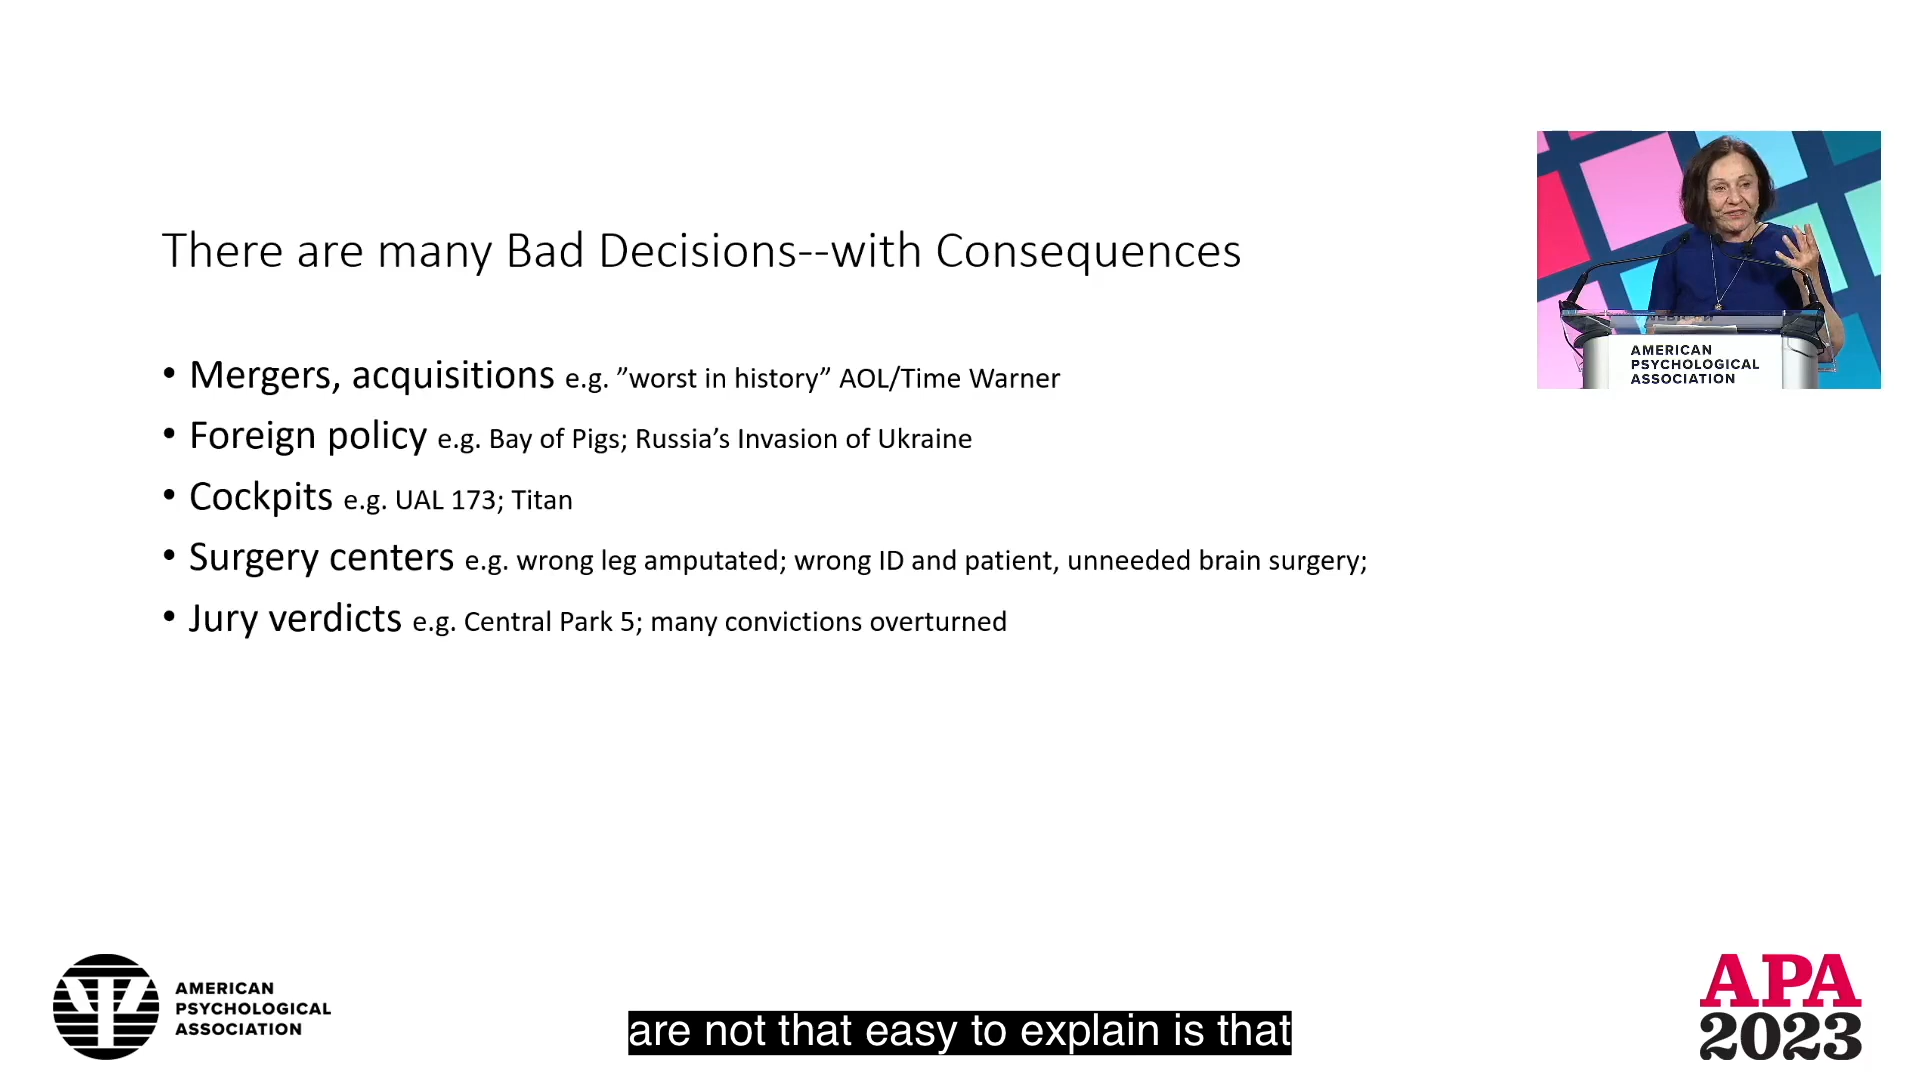 There are many Bad Decisions--with Consequences
• Mergers, acquisitions e.g. ”worst in history” AOL/Time Warner
• Foreign policy e.g. Bay of Pigs; Russia’s Invasion of Ukraine
• Cockpits e.g. UAL 173; Titan
• Surgery centers e.g. wrong leg amputated; wrong ID and patient, unneeded brain surgery;
• Jury verdicts e.g. Central Park 5; many convictions overturned
AMERICAN
PSYCHOLOGICAL
ASSOCIATION
AMERICAN
PSYCHOLOGICAL
ASSOCIATION
are not that easy to explain is that
APA
2023